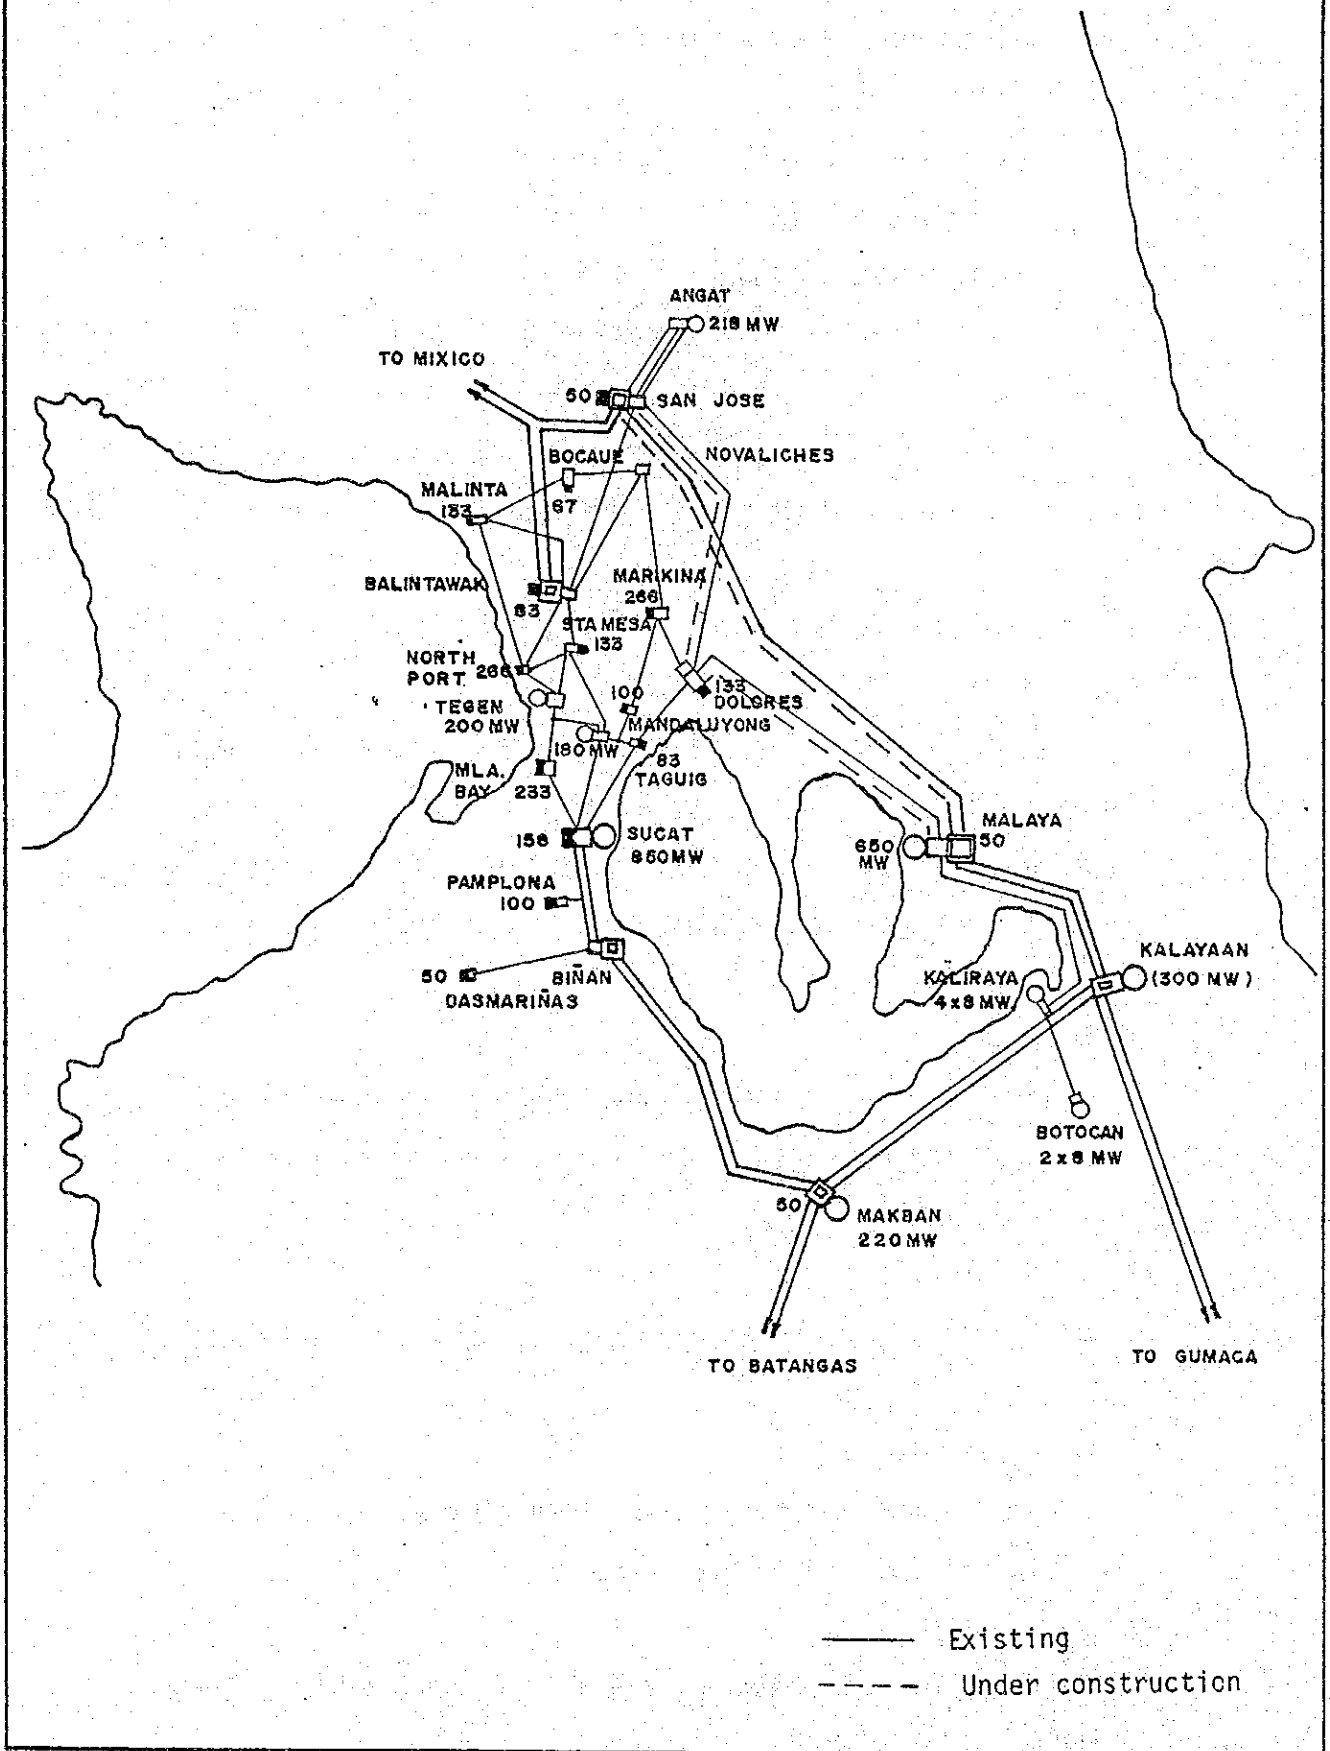 ANGAT
218 MW
TO MIXICO
50
SAN JOSE
BOCAUE
NOVALICHES
MALINTA
133
67
BALINTAWAK
83
MARIKINA
266
STA MESA
133
NORTH
PORT
266
TEGEN
200 MW
100
133
DOLORES
MANDALUYONG
180 MW
83
TAGUIG
MLA.
BAY
233
158
SUCAT
850 MW
MALAYA
50
650
MW
PAMPLONA
100
50
DASMARIÑAS
BIÑAN
KALAYAAN
(300 MW)
KALIRAYA
4 x 8 MW
BOTOCAN
2 x 8 MW
50
MAKBAN
220 MW
TO BATANGAS
TO GUMACA
Existing
Under construction